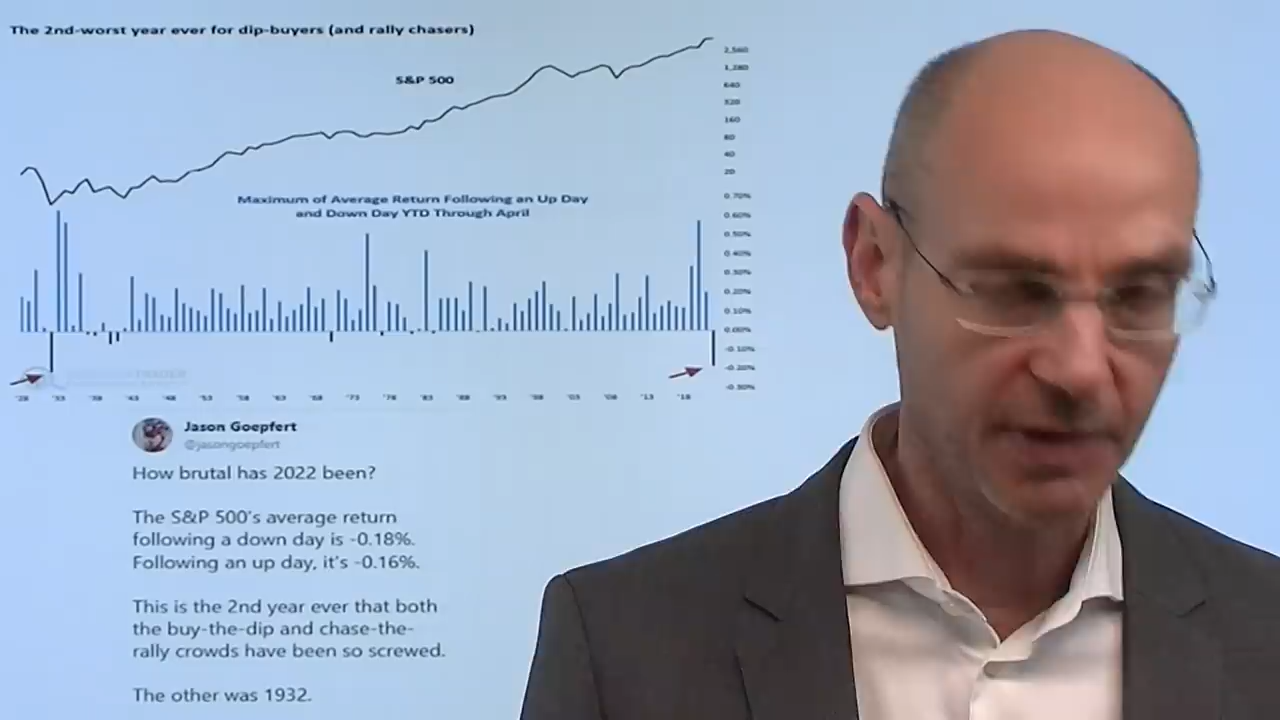 The 2nd-worst year ever for dip-buyers (and rally chasers)
S&P 500
2,560
1,280
640
320
160
80
40
20
Maximum of Average Return Following an Up Day
and Down Day YTD Through April
0.70%
0.60%
0.50%
0.40%
0.30%
0.20%
0.10%
0.00%
-0.10%
-0.20%
-0.30%
'28 '33 '38 '43 '48 '53 '58 '63 '68 '73 '78 '83 '88 '93 '98 '03 '08 '13 '18
Jason Goepfert
@jasongoepfert
How brutal has 2022 been?
The S&P 500's average return
following a down day is -0.18%.
Following an up day, it's -0.16%.
This is the 2nd year ever that both
the buy-the-dip and chase-the-
rally crowds have been so screwed.
The other was 1932.